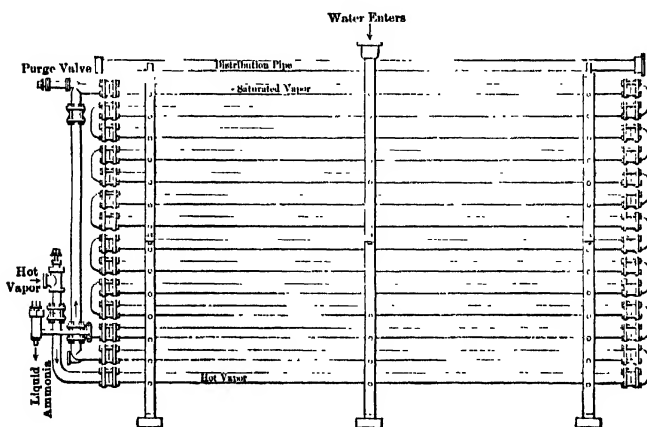 Water Enters
Distribution Pipe
Purge Valve
Saturated Vapor
Hot
Vapor
Liquid
Ammonia
Hot Vapor